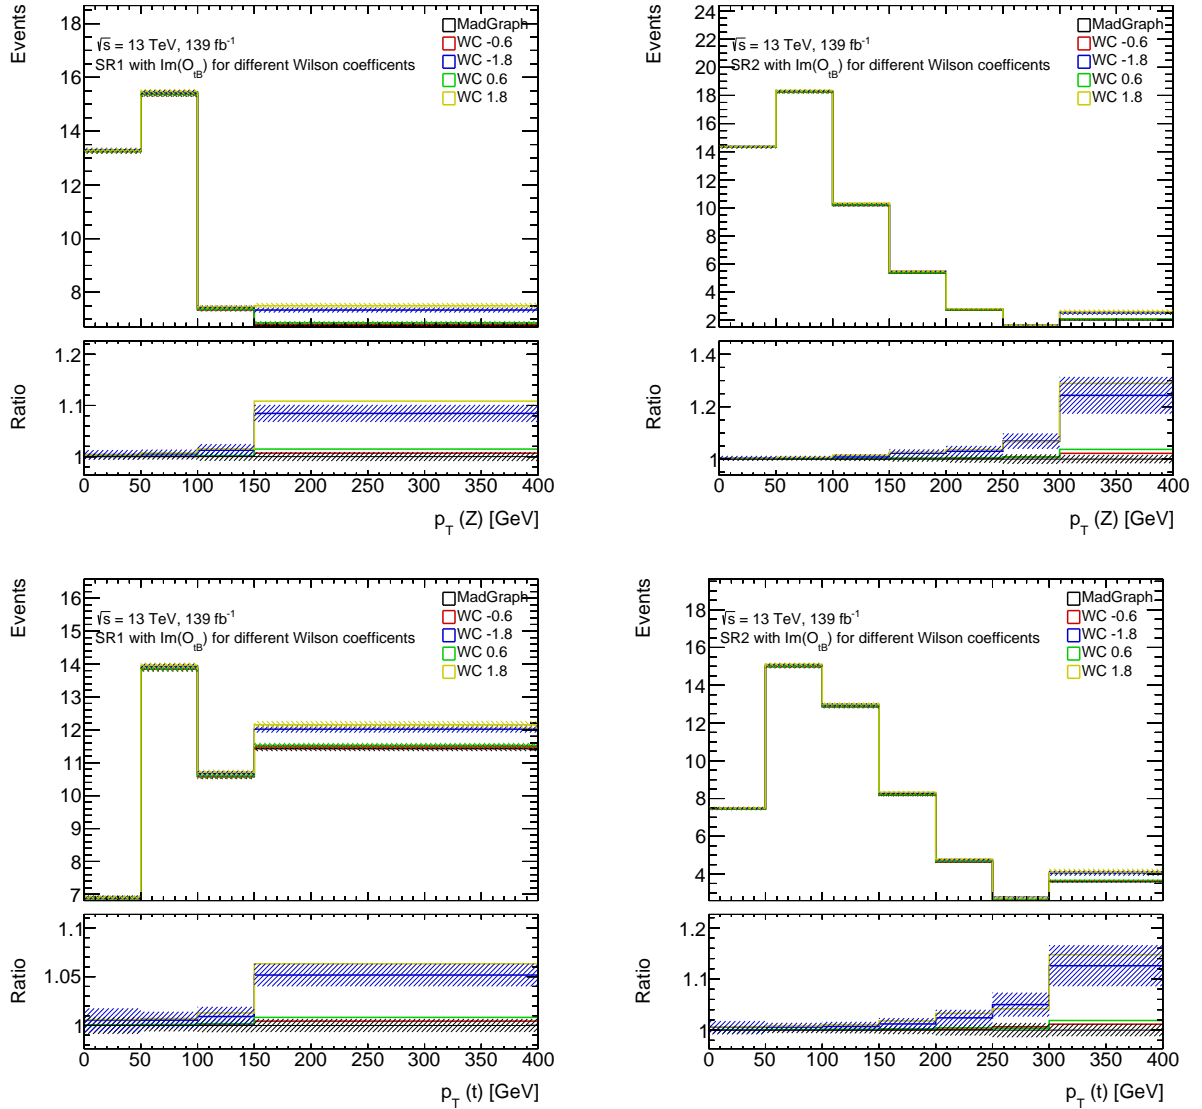 Events
18
16
14
12
10
8
√s = 13 TeV, 139 fb-1
SR1 with Im(O_tB) for different Wilson coefficents
MadGraph
WC -0.6
WC -1.8
WC 0.6
WC 1.8
Ratio
1.2
1.1
1
0 50 100 150 200 250 300 350 400
p_T (Z) [GeV]
Events
24
22
20
18
16
14
12
10
8
6
4
2
√s = 13 TeV, 139 fb-1
SR2 with Im(O_tB) for different Wilson coefficents
MadGraph
WC -0.6
WC -1.8
WC 0.6
WC 1.8
Ratio
1.4
1.2
1
0 50 100 150 200 250 300 350 400
p_T (Z) [GeV]
Events
16
15
14
13
12
11
10
9
8
7
√s = 13 TeV, 139 fb-1
SR1 with Im(O_tB) for different Wilson coefficents
MadGraph
WC -0.6
WC -1.8
WC 0.6
WC 1.8
Ratio
1.1
1.05
1
0 50 100 150 200 250 300 350 400
p_T (t) [GeV]
Events
18
16
14
12
10
8
6
4
√s = 13 TeV, 139 fb-1
SR2 with Im(O_tB) for different Wilson coefficents
MadGraph
WC -0.6
WC -1.8
WC 0.6
WC 1.8
Ratio
1.2
1.1
1
0 50 100 150 200 250 300 350 400
p_T (t) [GeV]